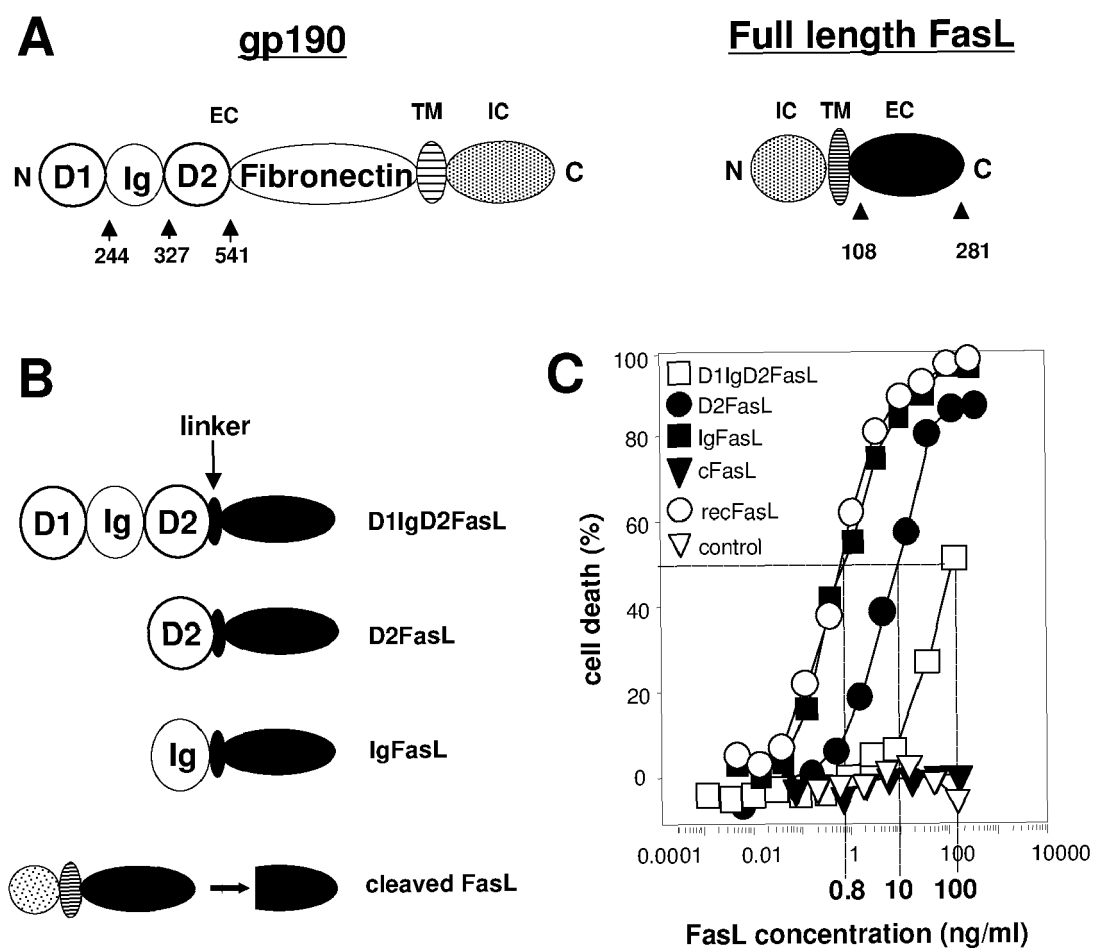 A
gp190
Full length FasL
EC
TM
IC
IC
TM
EC
N
D1
Ig
D2
Fibronectin
C
N
C
244
327
541
108
281
B
linker
D1
Ig
D2
D1IgD2FasL
D2
D2FasL
Ig
IgFasL
cleaved FasL
C
100
80
60
40
20
0
cell death (%)
D1IgD2FasL
D2FasL
IgFasL
cFasL
recFasL
control
0.0001
0.01
1
100
10000
0.8
10
100
FasL concentration (ng/ml)